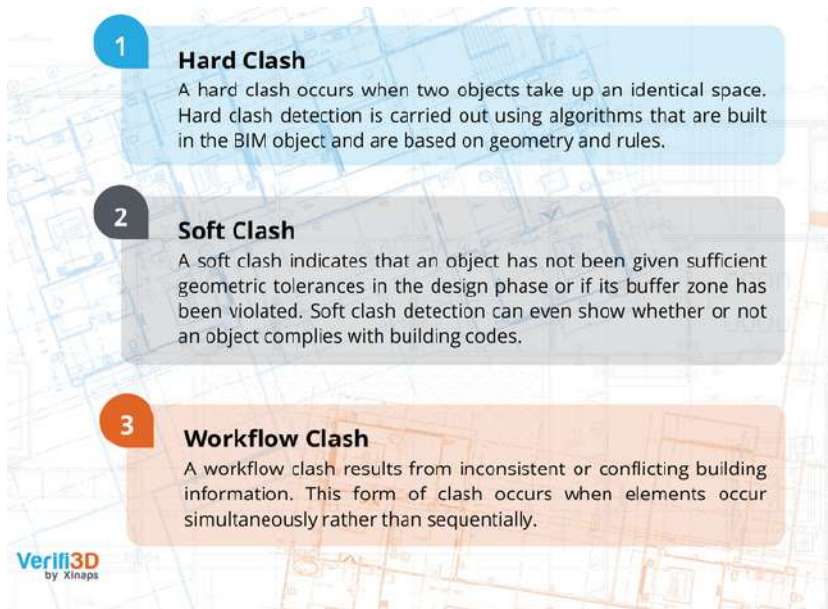 1
Hard Clash
A hard clash occurs when two objects take up an identical space.
Hard clash detection is carried out using algorithms that are built
in the BIM object and are based on geometry and rules.
2
Soft Clash
A soft clash indicates that an object has not been given sufficient
geometric tolerances in the design phase or if its buffer zone has
been violated. Soft clash detection can even show whether or not
an object complies with building codes.
3
Workflow Clash
A workflow clash results from inconsistent or conflicting building
information. This form of clash occurs when elements occur
simultaneously rather than sequentially.
Verifi3D
by Xinaps